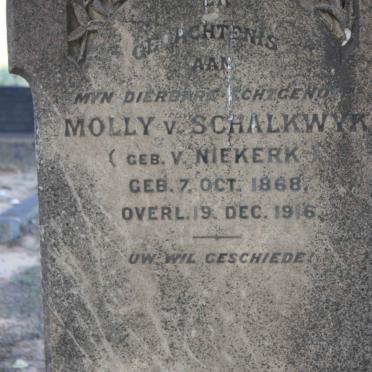 GEDACHTENIS
AAN
MYN DIERBARE ECHTGENO
MOLLY V. SCHALKWYK
( GEB. V. NIEKERK )
GEB. 7. OCT. 1868.
OVERL. 19. DEC. 1916.
UW WIL GESCHIEDE!